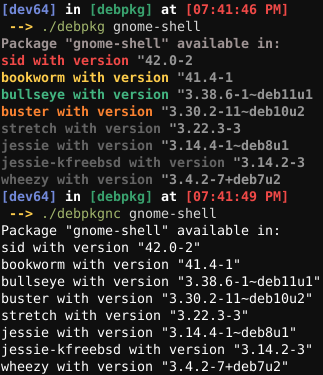 [dev64] in [debpkg] at [07:41:46 PM]
--> ./debpkg gnome-shell
Package "gnome-shell" available in:
sid with version "42.0-2
bookworm with version "41.4-1
bullseye with version "3.38.6-1~deb11u1
buster with version "3.30.2-11~deb10u2
stretch with version "3.22.3-3
jessie with version "3.14.4-1~deb8u1
jessie-kfreebsd with version "3.14.2-3
wheezy with version "3.4.2-7+deb7u2
[dev64] in [debpkg] at [07:41:49 PM]
--> ./debpkgnc gnome-shell
Package "gnome-shell" available in:
sid with version "42.0-2"
bookworm with version "41.4-1"
bullseye with version "3.38.6-1~deb11u1"
buster with version "3.30.2-11~deb10u2"
stretch with version "3.22.3-3"
jessie with version "3.14.4-1~deb8u1"
jessie-kfreebsd with version "3.14.2-3"
wheezy with version "3.4.2-7+deb7u2"